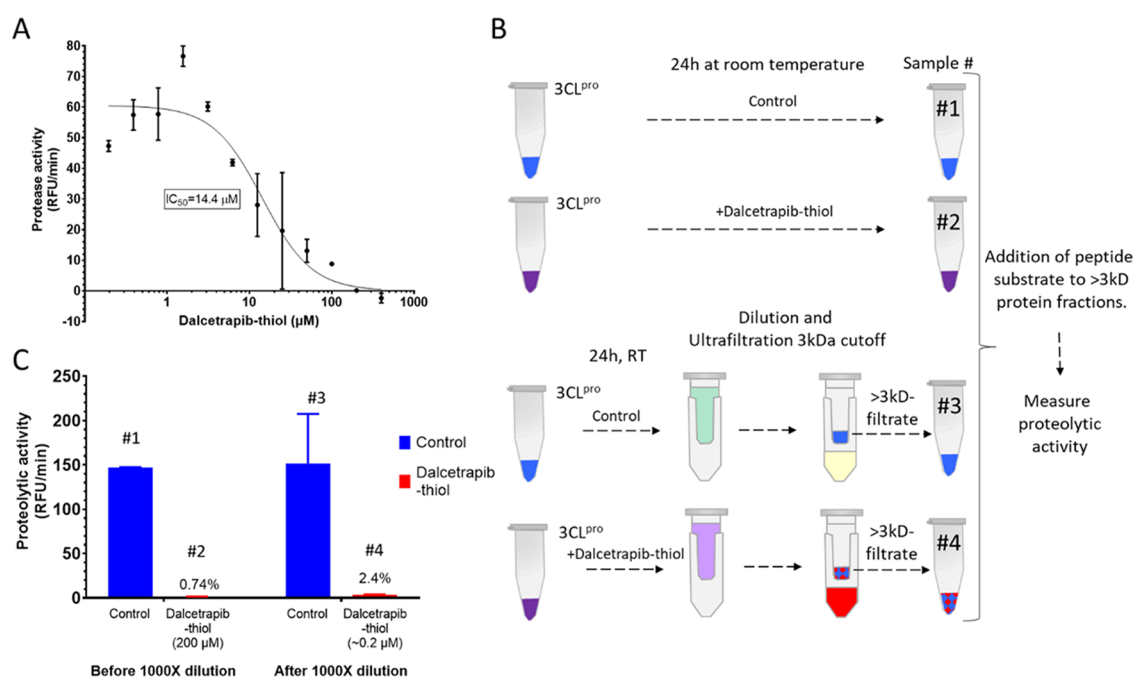 A
Protease activity
(RFU/min)
80
70
60
50
40
30
20
10
0
-10
IC50=14.4 µM
1
10
100
1000
Dalcetrapib-thiol (µM)
B
3CLpro
24h at room temperature
Sample #
Control
#1
3CLpro
+Dalcetrapib-thiol
#2
Addition of peptide
substrate to >3kD
protein fractions.
Dilution and
Ultrafiltration 3kDa cutoff
24h, RT
3CLpro
Control
>3kD-
filtrate
#3
Measure
proteolytic
activity
3CLpro
+Dalcetrapib-thiol
>3kD-
filtrate
#4
C
Proteolytic activity
(RFU/min)
250
200
150
100
50
0
#1
#2
0.74%
#3
#4
2.4%
Control
Dalcetrapib
-thiol
Control
Dalcetrapib
-thiol
(200 µM)
Control
Dalcetrapib
-thiol
(~0.2 µM)
Before 1000X dilution
After 1000X dilution